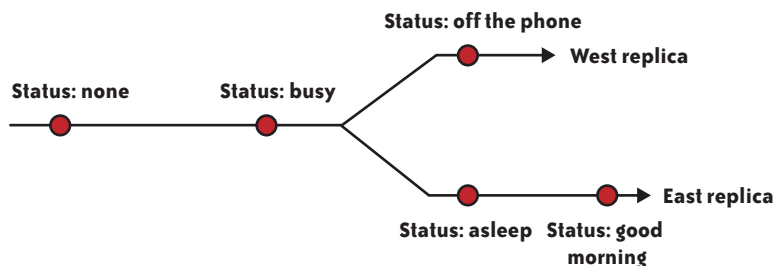 Status: off the phone
West replica
Status: none
Status: busy
East replica
Status: asleep
Status: good
morning